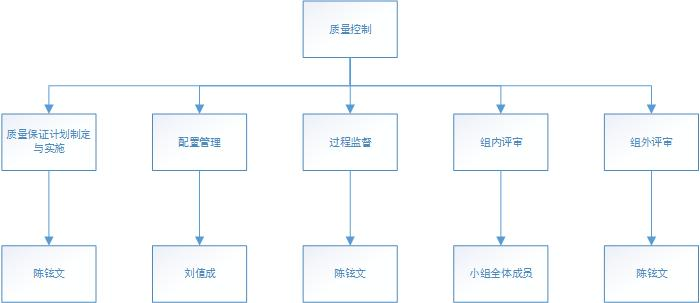 质量控制
质量保证计划制定
与实施
配置管理
过程监督
组内评审
组外评审
陈铉文
刘值成
陈铉文
小组全体成员
陈铉文